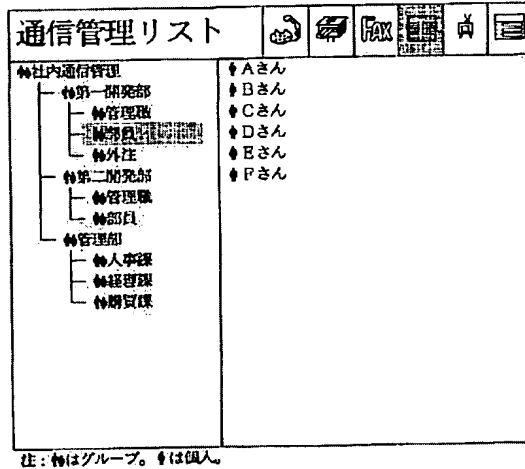 通信管理リスト
FAX
社内通信管理
第一開発部
管理職
部員
外注
第二開発部
管理職
部員
管理部
人事課
経理課
購買課
Aさん
Bさん
Cさん
Dさん
Eさん
Fさん
注：はグループ。は個人。